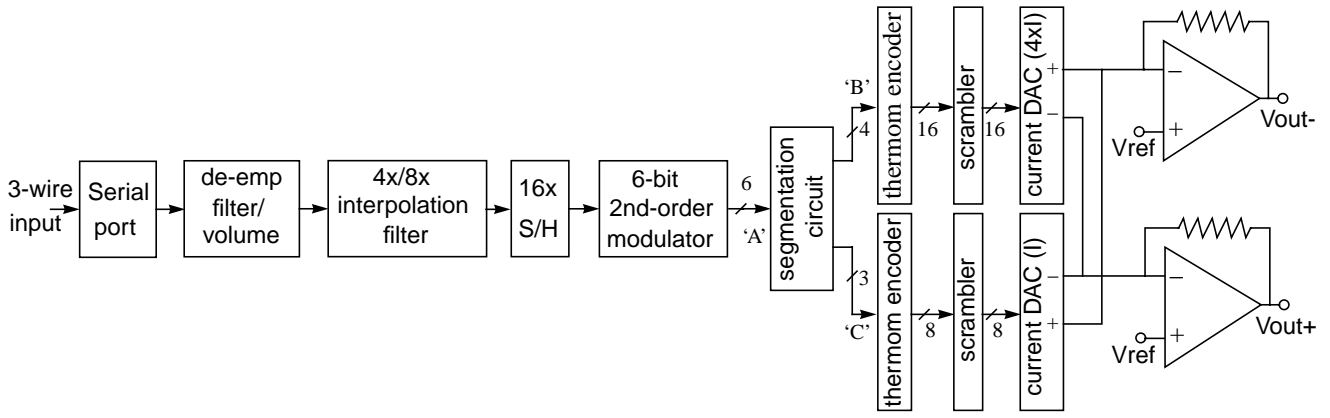 3-wire
input
Serial
port
de-emp
filter/
volume
4x/8x
interpolation
filter
16x
S/H
6-bit
2nd-order
modulator
6
‘A’
segmentation
circuit
‘B’
4
3
‘C’
thermom encoder
16
scrambler
16
current DAC (4xI)
+
−
thermom encoder
8
scrambler
8
current DAC (I)
−
+
−
+
Vref
Vout-
−
+
Vref
Vout+